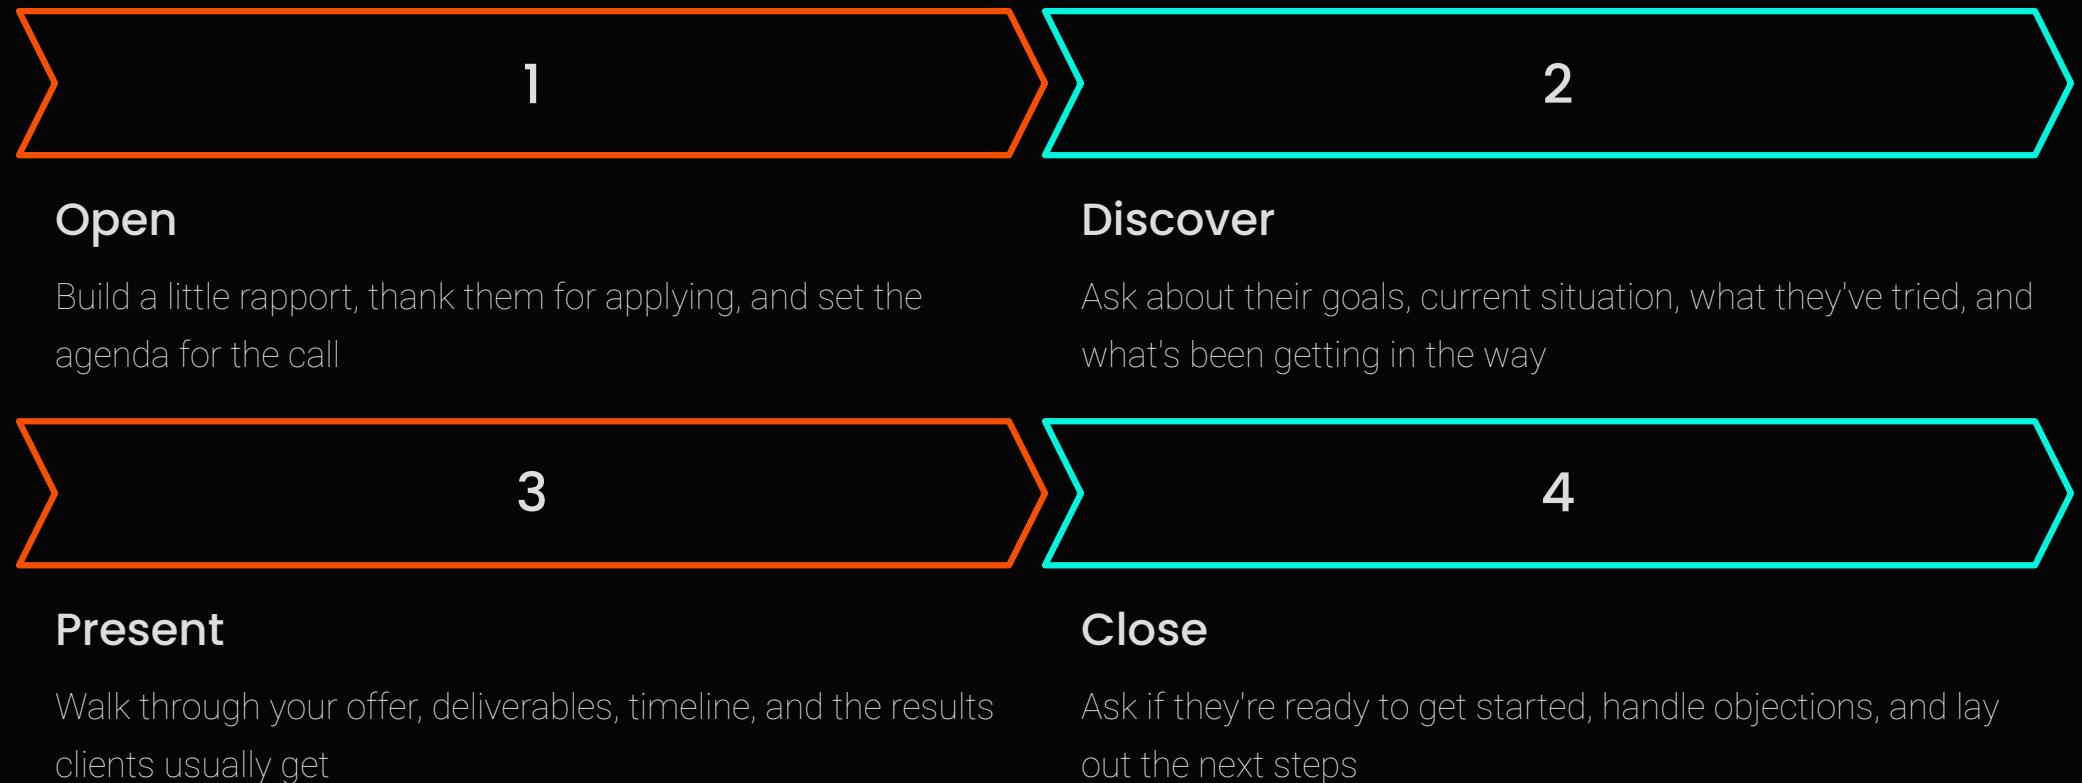 1
2
Open
Build a little rapport, thank them for applying, and set the
agenda for the call
Discover
Ask about their goals, current situation, what they've tried, and
what's been getting in the way
3
4
Present
Walk through your offer, deliverables, timeline, and the results
clients usually get
Close
Ask if they're ready to get started, handle objections, and lay
out the next steps